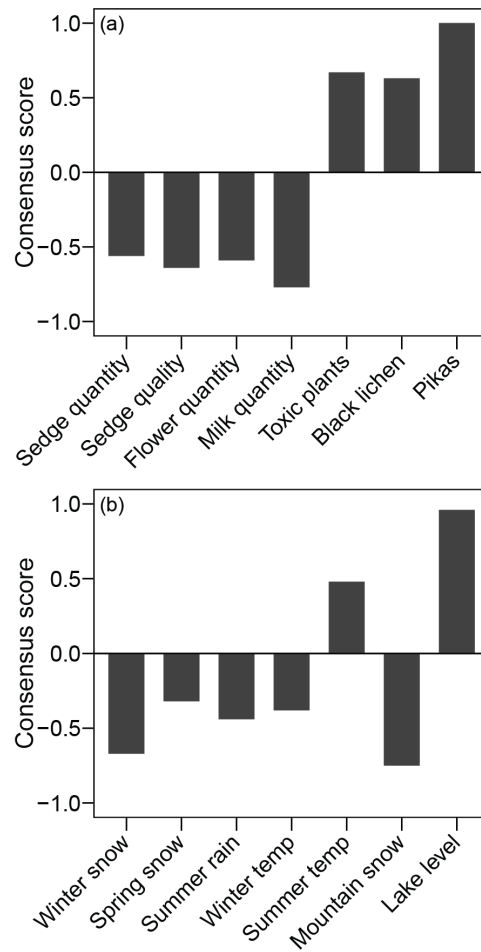 (a)
Consensus score
1.0
0.5
0.0
−0.5
−1.0
Sedge quantity
Sedge quality
Flower quantity
Milk quantity
Toxic plants
Black lichen
Pikas
(b)
Consensus score
1.0
0.5
0.0
−0.5
−1.0
Winter snow
Spring snow
Summer rain
Winter temp
Summer temp
Mountain snow
Lake level